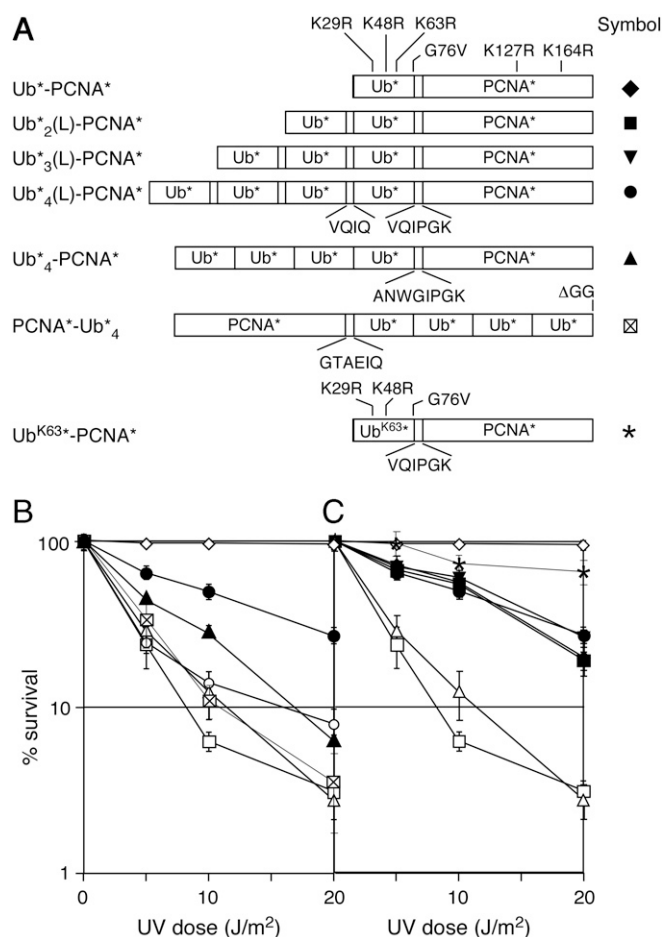 A
K29R K48R K63R G76V K127R K164R Symbol
Ub*-PCNA* Ub* PCNA*
Ub*2(L)-PCNA* Ub* Ub* PCNA*
Ub*3(L)-PCNA* Ub* Ub* Ub* PCNA*
Ub*4(L)-PCNA* Ub* Ub* Ub* Ub* PCNA*
VQIQ VQIPGK
Ub*4-PCNA* Ub* Ub* Ub* Ub* PCNA*
ANWGIPGK
ΔGG
PCNA*-Ub*4 PCNA* Ub* Ub* Ub* Ub*
GTAEIQ
K29R K48R G76V
UbK63*-PCNA* UbK63* PCNA*
VQIPGK
B C
100
10
1
% survival
0 10 20 10 20
UV dose (J/m²) UV dose (J/m²)